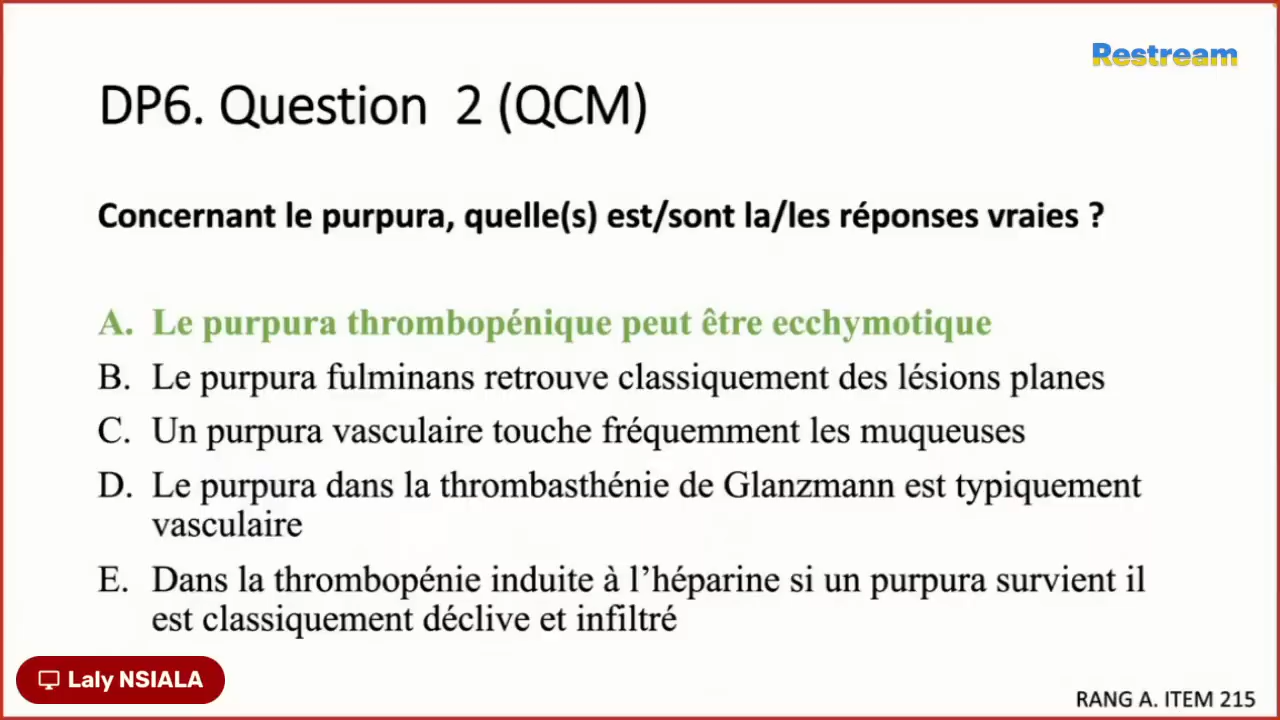 Restream
DP6. Question 2 (QCM)
Concernant le purpura, quelle(s) est/sont la/les réponses vraies ?
A. Le purpura thrombopénique peut être ecchymotique
B. Le purpura fulminans retrouve classiquement des lésions planes
C. Un purpura vasculaire touche fréquemment les muqueuses
D. Le purpura dans la thrombasthénie de Glanzmann est typiquement
vasculaire
E. Dans la thrombopénie induite à l’héparine si un purpura survient il
est classiquement déclive et infiltré
Laly NSIALA
RANG A. ITEM 215